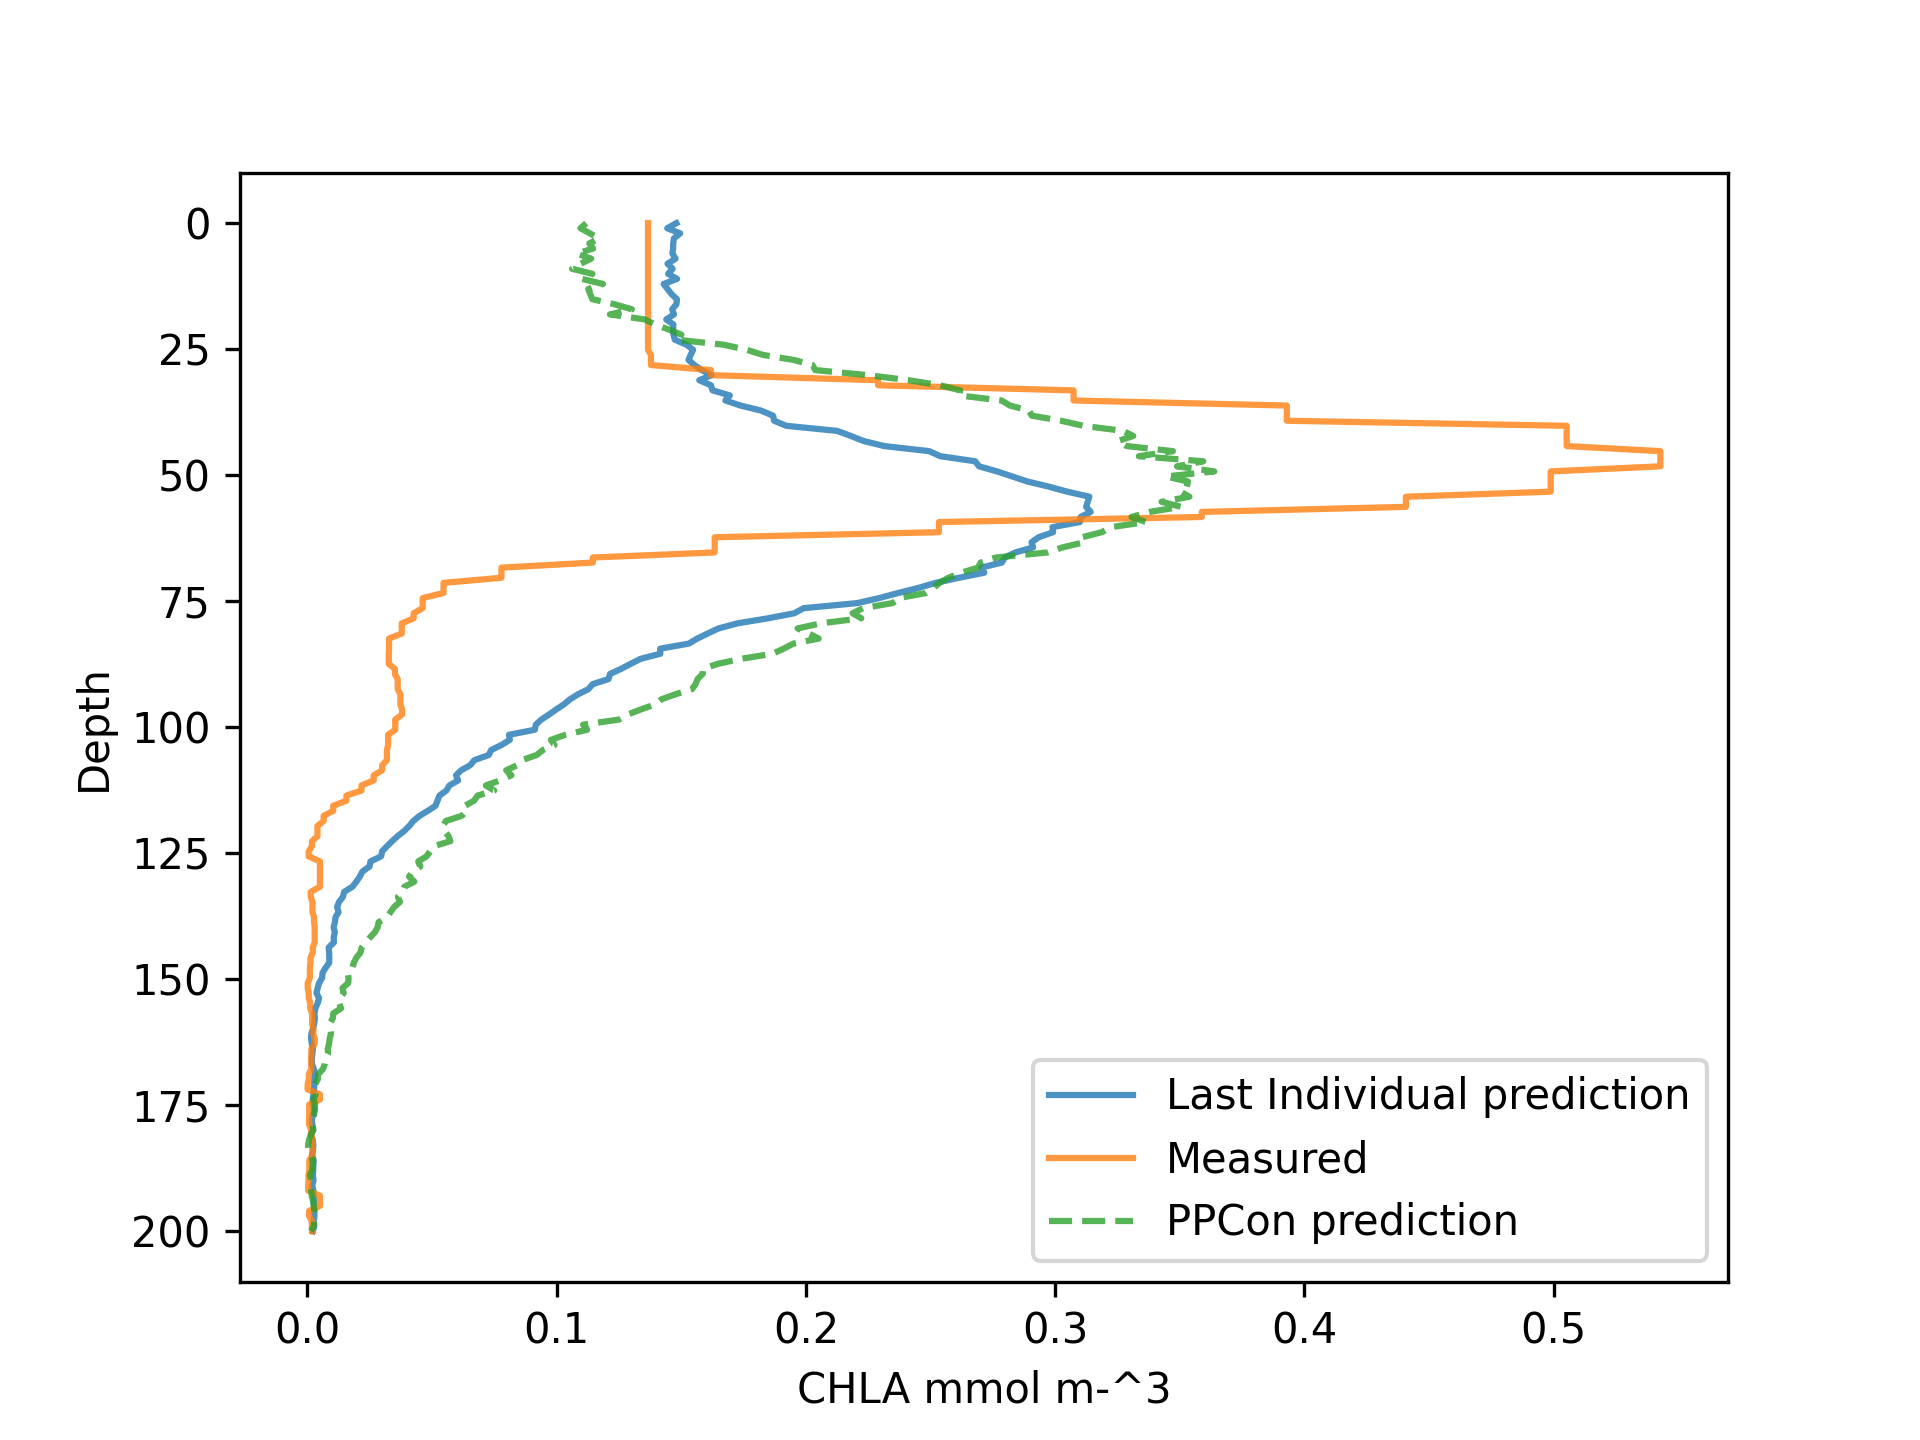 0
25
50
75
100
125
150
175
200
Depth
0.0 0.1 0.2 0.3 0.4 0.5
CHLA mmol m-^3
Last Individual prediction
Measured
PPCon prediction